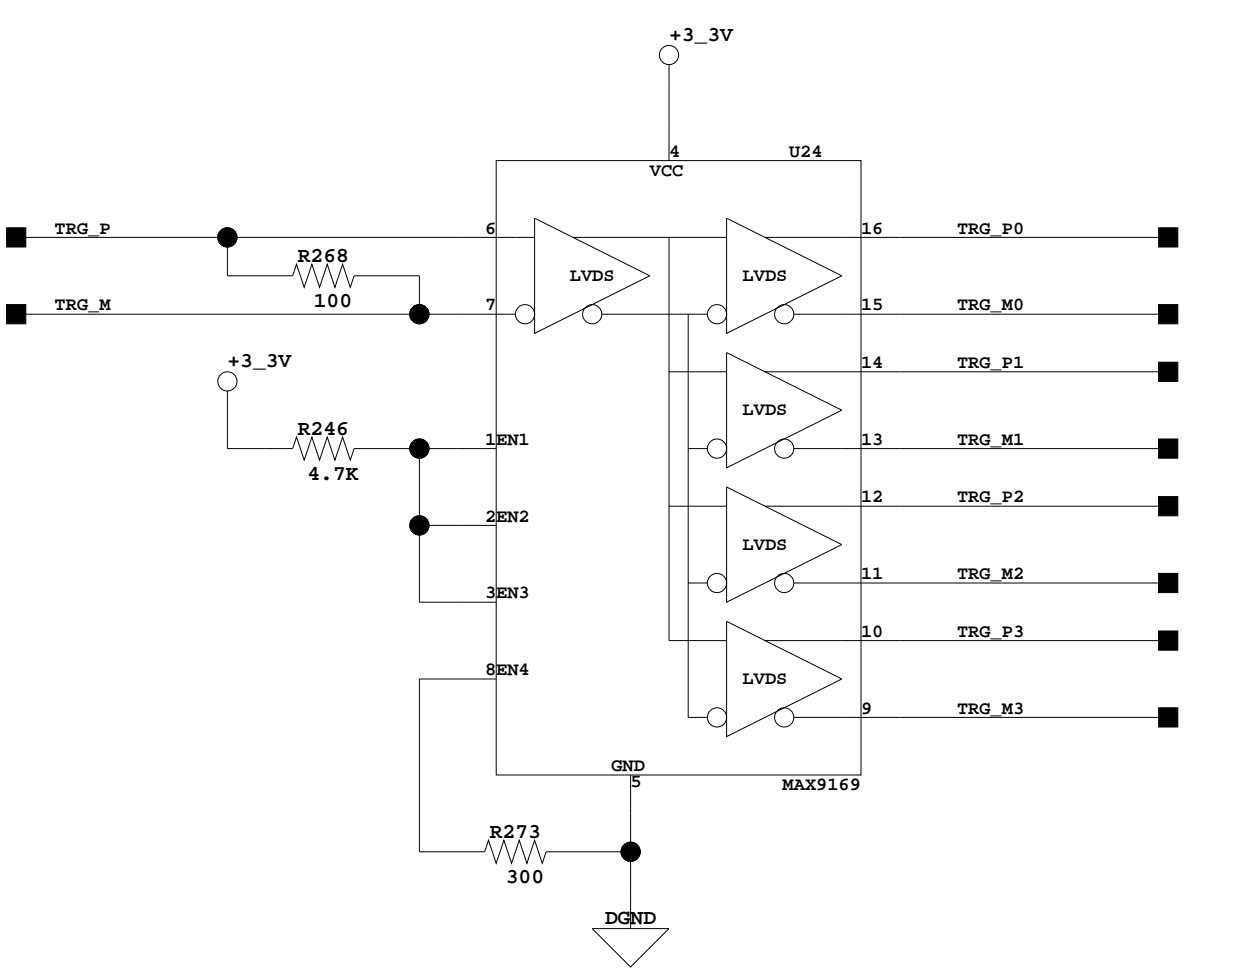 +3_3V
4
U24
VCC
TRG_P
6
16
TRG_P0
R268
LVDS
LVDS
100
TRG_M
7
15
TRG_M0
+3_3V
14
TRG_P1
LVDS
R246
1EN1
13
TRG_M1
4.7K
12
TRG_P2
2EN2
LVDS
11
TRG_M2
3EN3
10
TRG_P3
8EN4
LVDS
9
TRG_M3
GND
5
MAX9169
R273
300
DGND